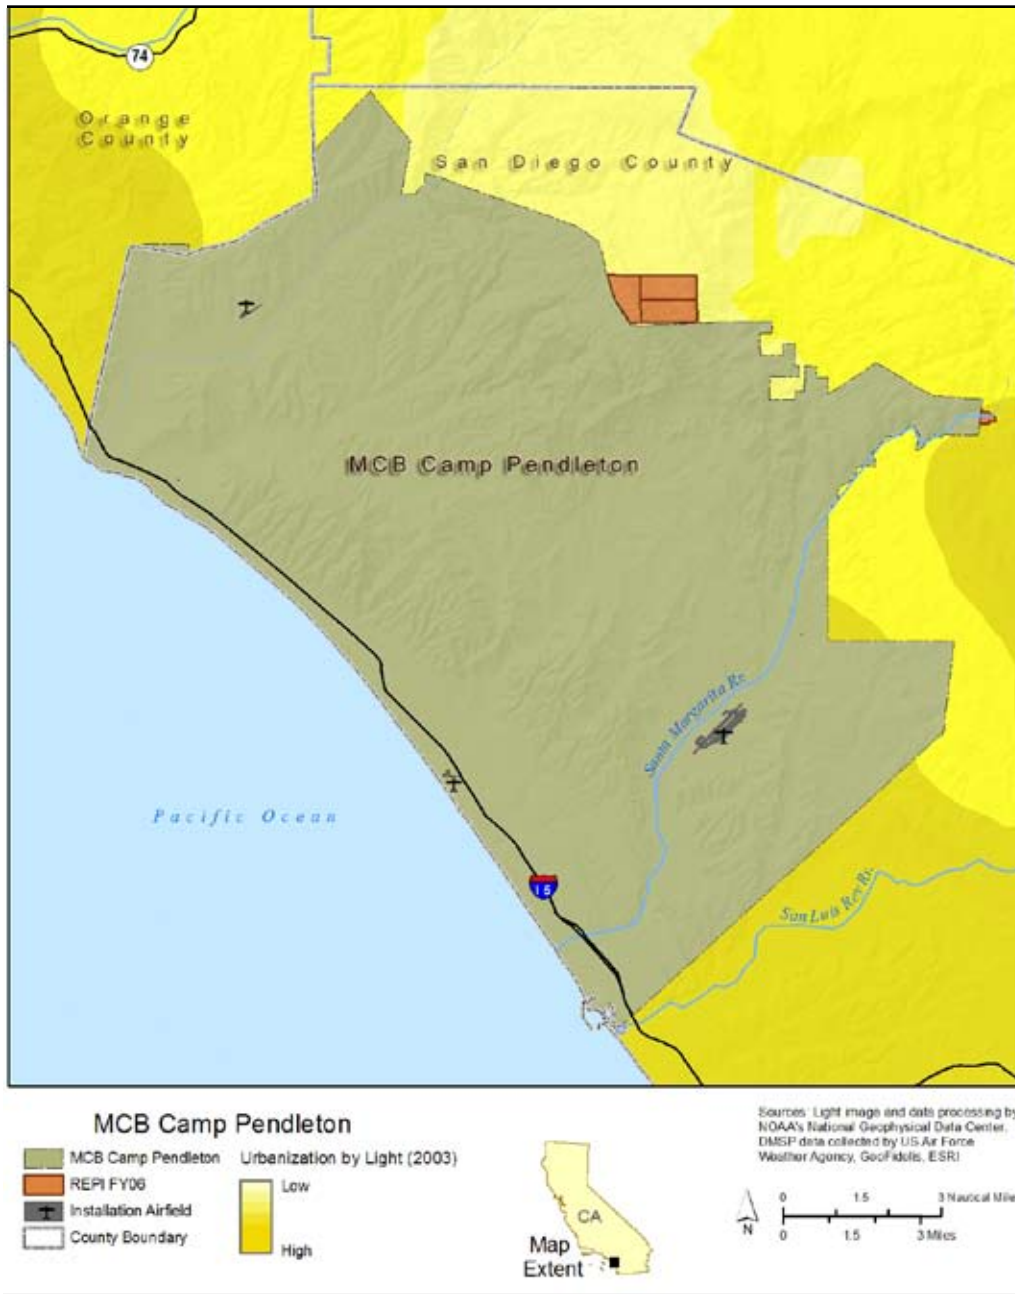 74
Orange
County
San Diego County
MCB Camp Pendleton
Santa Margarita Rr.
Pacific Ocean
I 5
San Luis Rey Rr.
MCB Camp Pendleton
MCB Camp Pendleton
REPI FY06
Installation Airfield
County Boundary
Urbanization by Light (2003)
Low
High
CA
Map
Extent
Sources: Light image and data processing by
NOAA's National Geophysical Data Center.
DMSP data collected by US Air Force
Weather Agency, GeoFidelis, ESRI
N
0 1.5 3 Nautical Mile
0 1.5 3 Miles